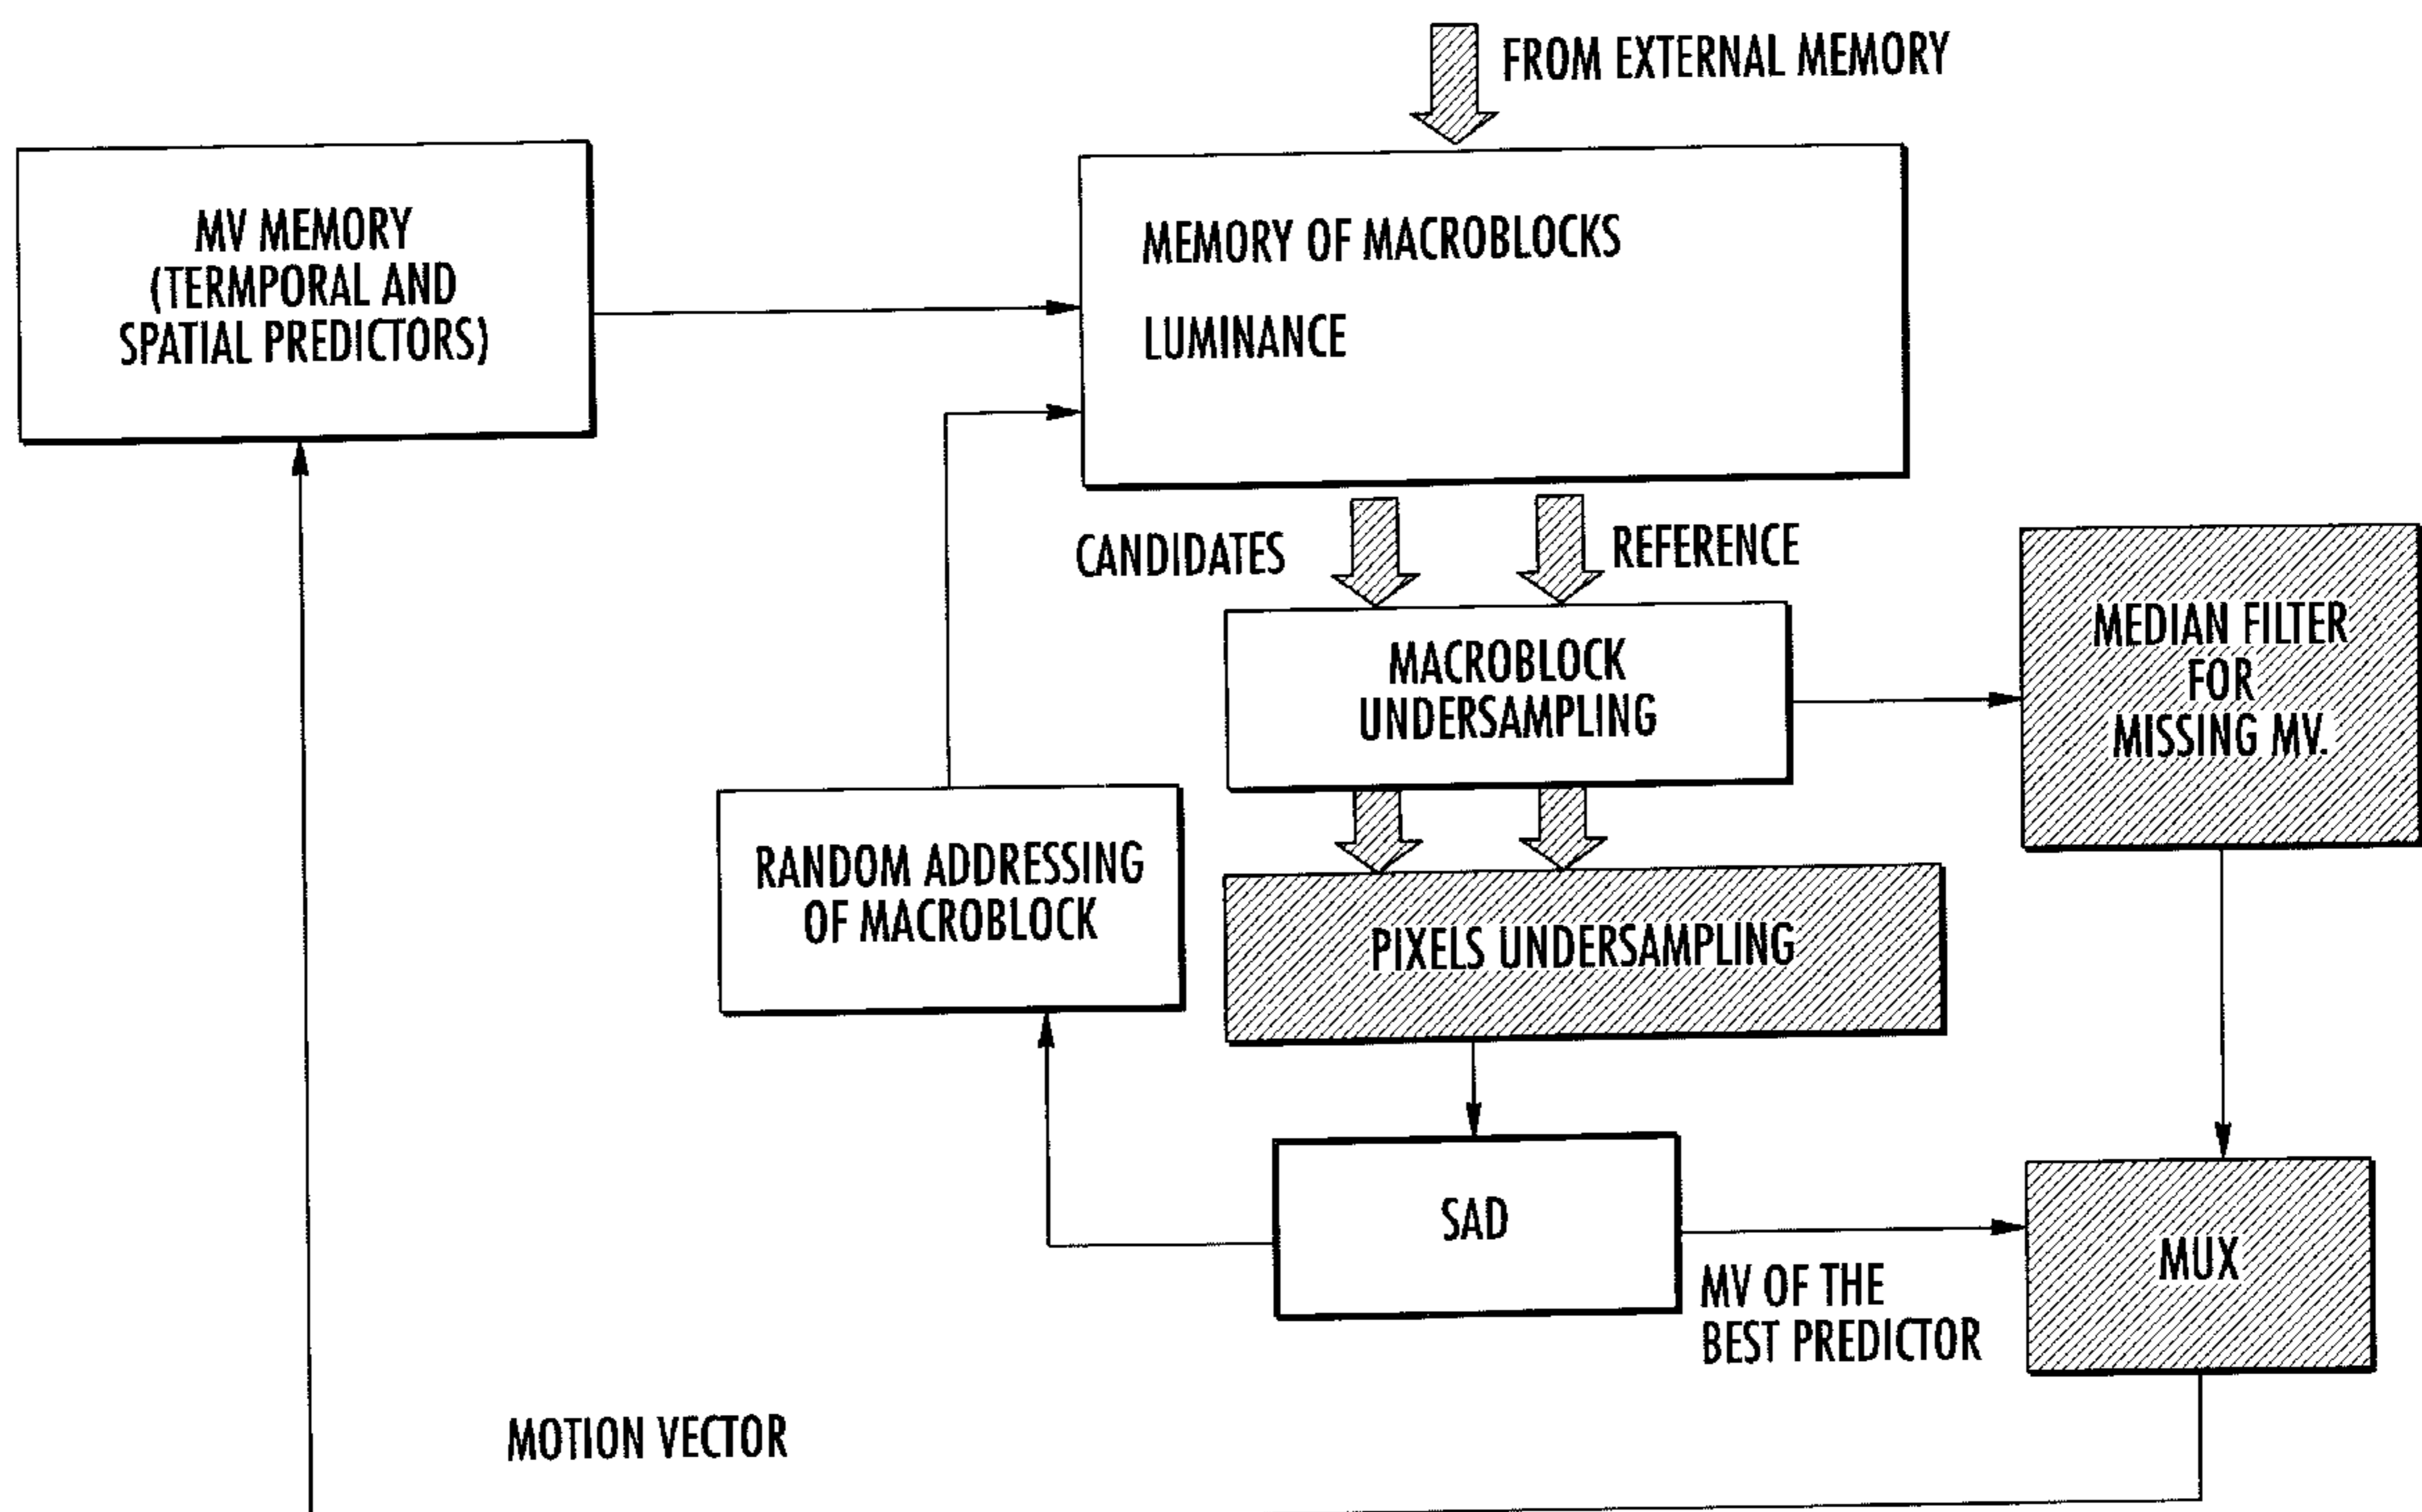 FROM EXTERNAL MEMORY
MV MEMORY
(TERMPORAL AND
SPATIAL PREDICTORS)
MEMORY OF MACROBLOCKS
LUMINANCE
CANDIDATES
REFERENCE
MACROBLOCK
UNDERSAMPLING
MEDIAN FILTER
FOR
MISSING MV.
RANDOM ADDRESSING
OF MACROBLOCK
PIXELS UNDERSAMPLING
SAD
MV OF THE
BEST PREDICTOR
MUX
MOTION VECTOR